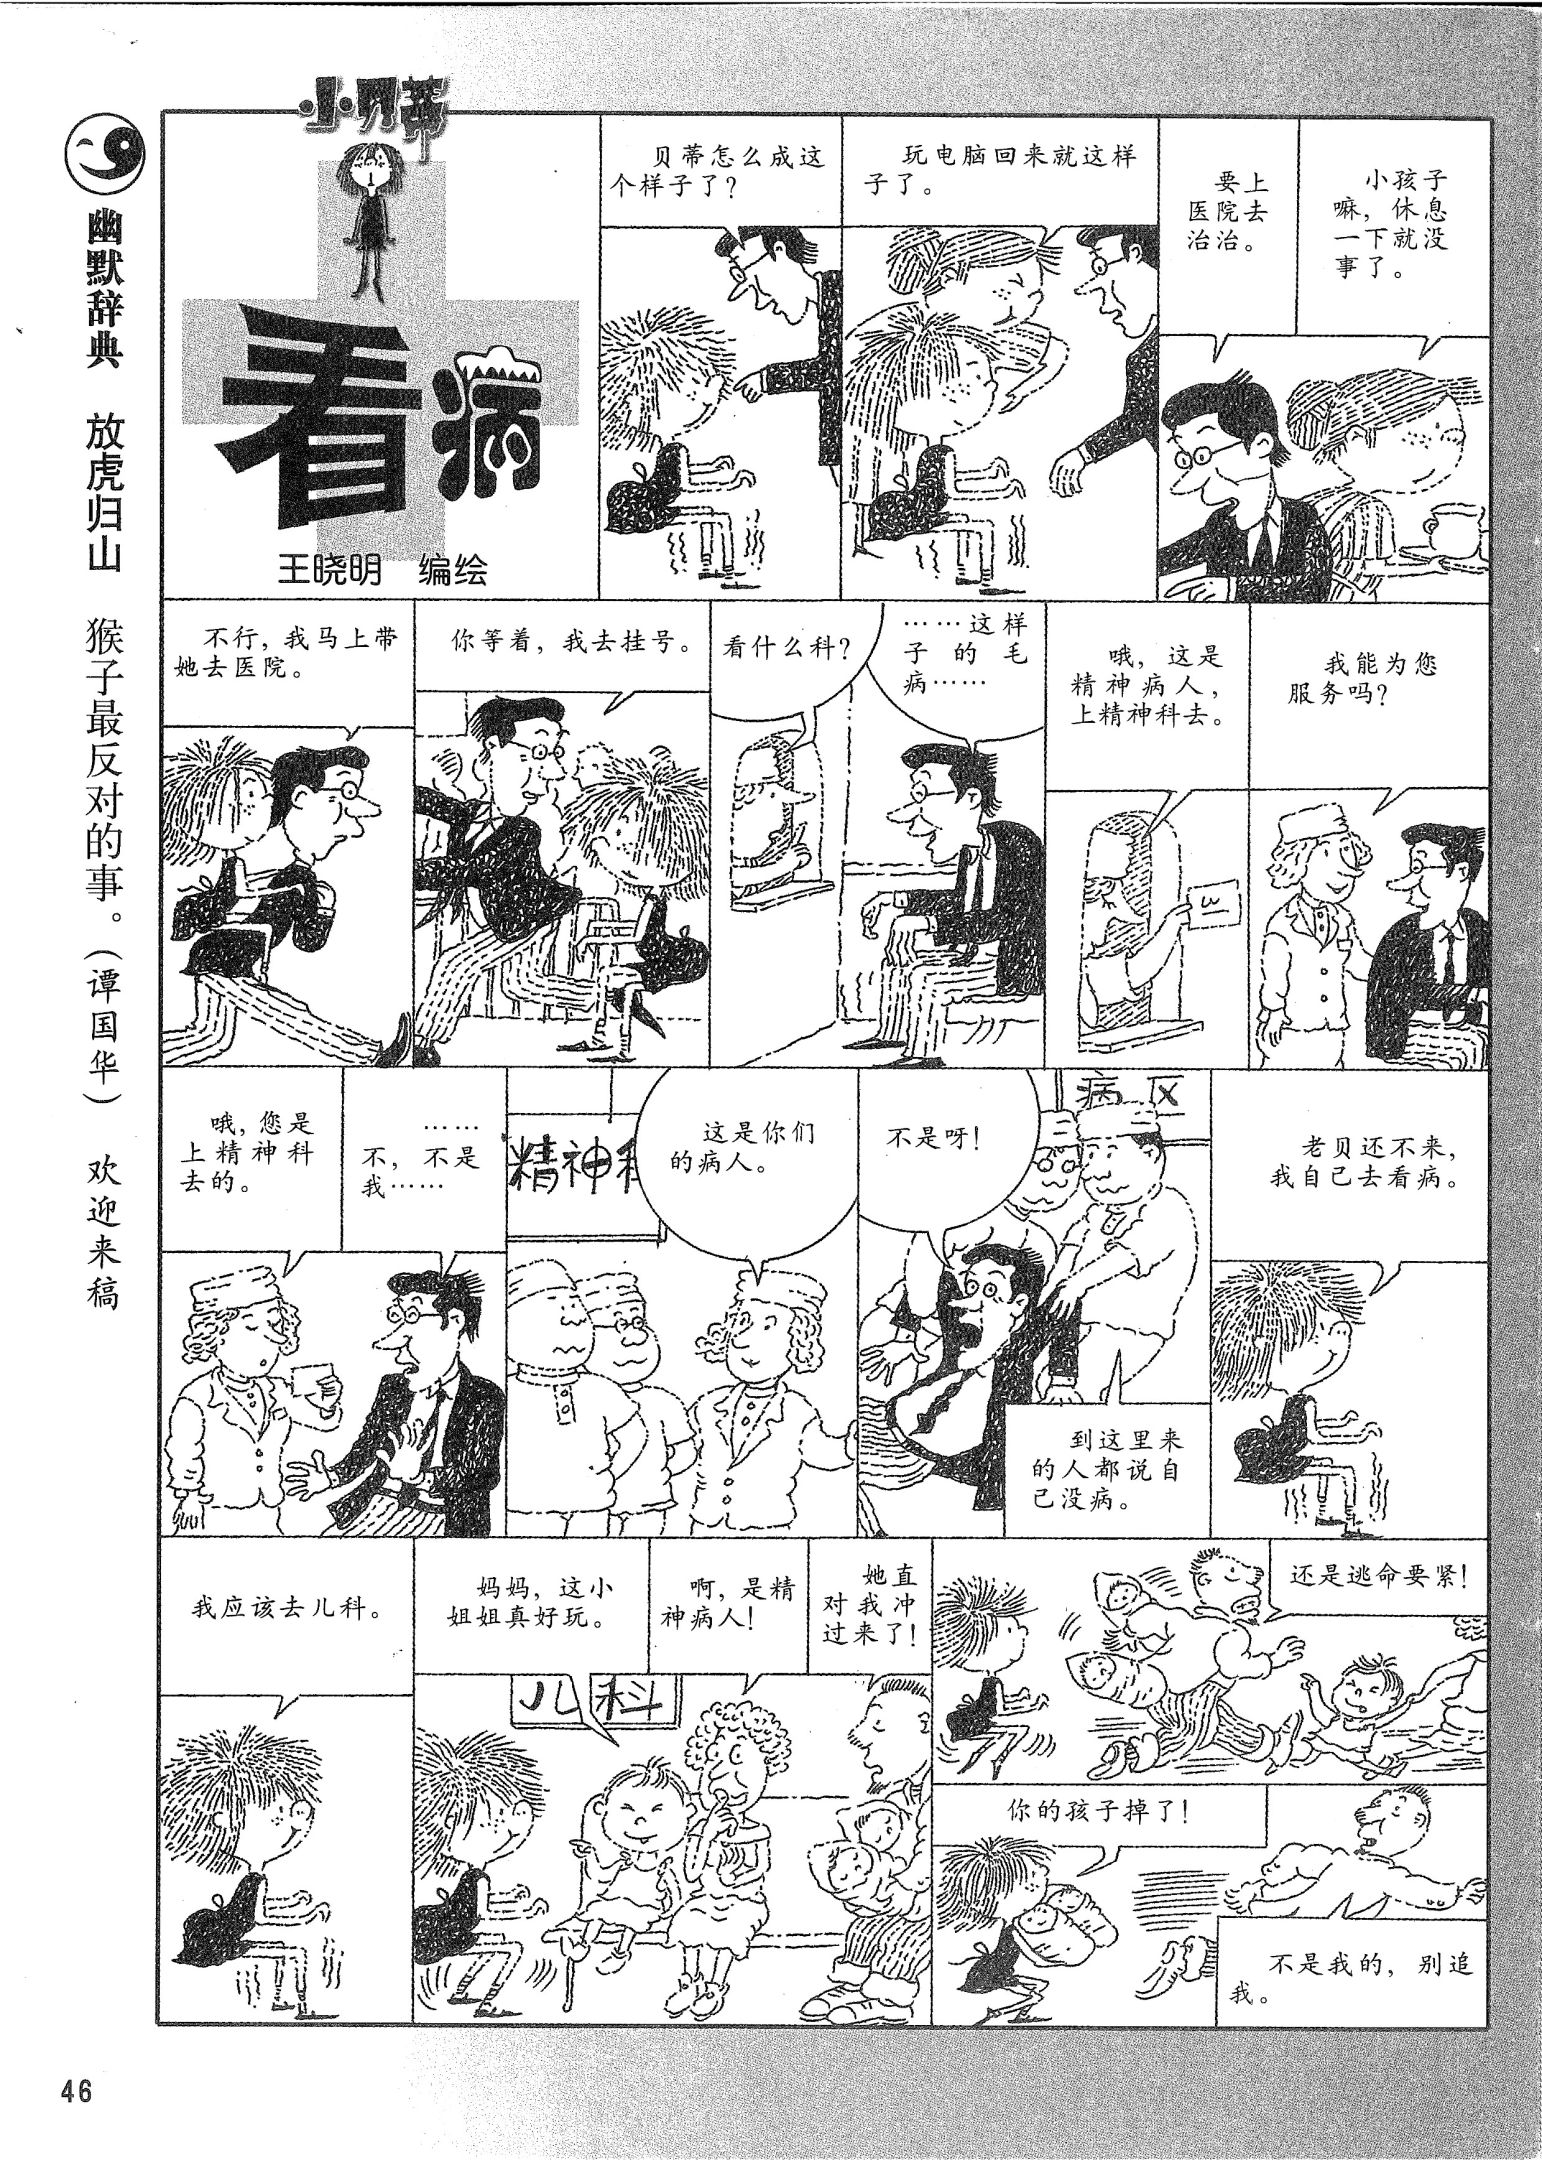 小贝蒂
看病
王晓明 编绘
贝蒂怎么成这
个样子了?
玩电脑回来就这样
子了。
要上
医院去
治治。
小孩子
嘛，休息
一下就没
事了。
不行，我马上带
她去医院。
你等着，我去挂号。
看什么科?
……这样
子的毛
病……
哦，这是
精神病人，
上精神科去。
我能为您
服务吗?
哦，您是
上精神科
去的。
……
不，不是
我……
精神科
这是你们
的病人。
病区
不是呀!
到这里来
的人都说自
己没病。
老贝还不来，
我自己去看病。
我应该去儿科。
妈妈，这小
姐姐真好玩。
儿科
啊，是精
神病人!
她直
对我冲
过来了!
还是逃命要紧!
你的孩子掉了!
不是我的，别追
我。
幽默辞典 放虎归山 猴子最反对的事。(谭国华) 欢迎来稿
46